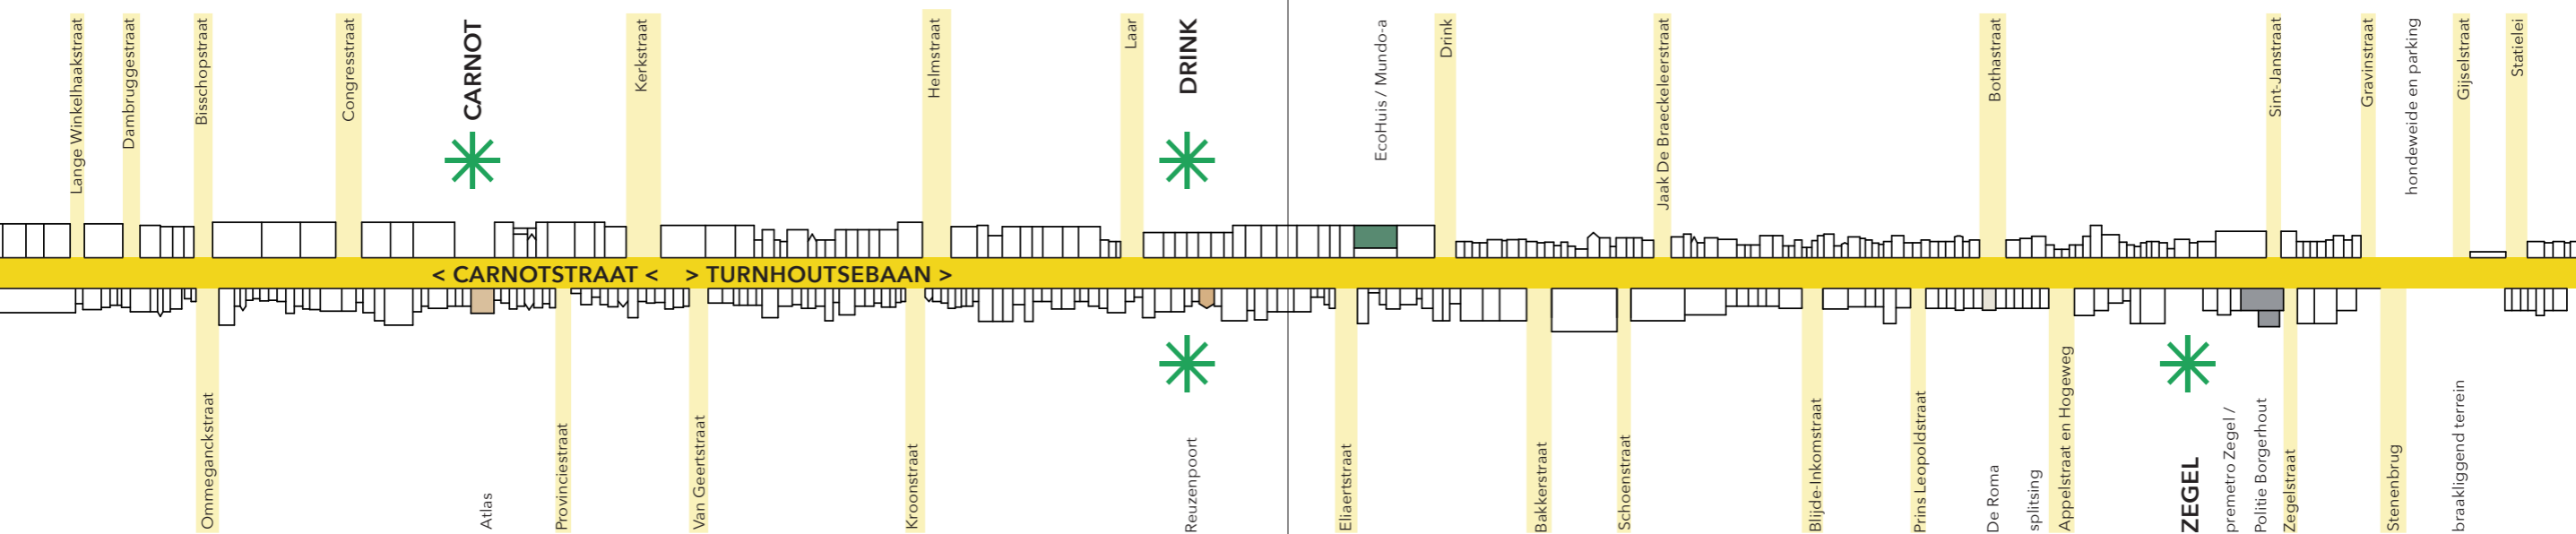 Lange Winkelhaakstraat
Dambruggestraat
Bisschopstraat
Congresstraat
CARNOT
Kerkstraat
Helmstraat
Laar
DRINK
EcoHuis / Mundo-a
Drink
Jaak De Braeckeleerstraat
Bothastraat
Sint-Janstraat
Gravinstraat
hondeweide en parking
Gijselstraat
Statielei
< CARNOTSTRAAT < > TURNHOUTSEBAAN >
Ommeganckstraat
Atlas
Provinciestraat
Van Geertstraat
Kroonstraat
Reuzenpoort
Eliaertstraat
Bakkerstraat
Schoenstraat
Blijde-Inkomstraat
Prins Leopoldstraat
De Roma
splitsing
Appelstraat en Hogeweg
ZEGEL
premetro Zegel /
Politie Borgerhout
Zegelstraat
Stenenbrug
braakliggend terrein